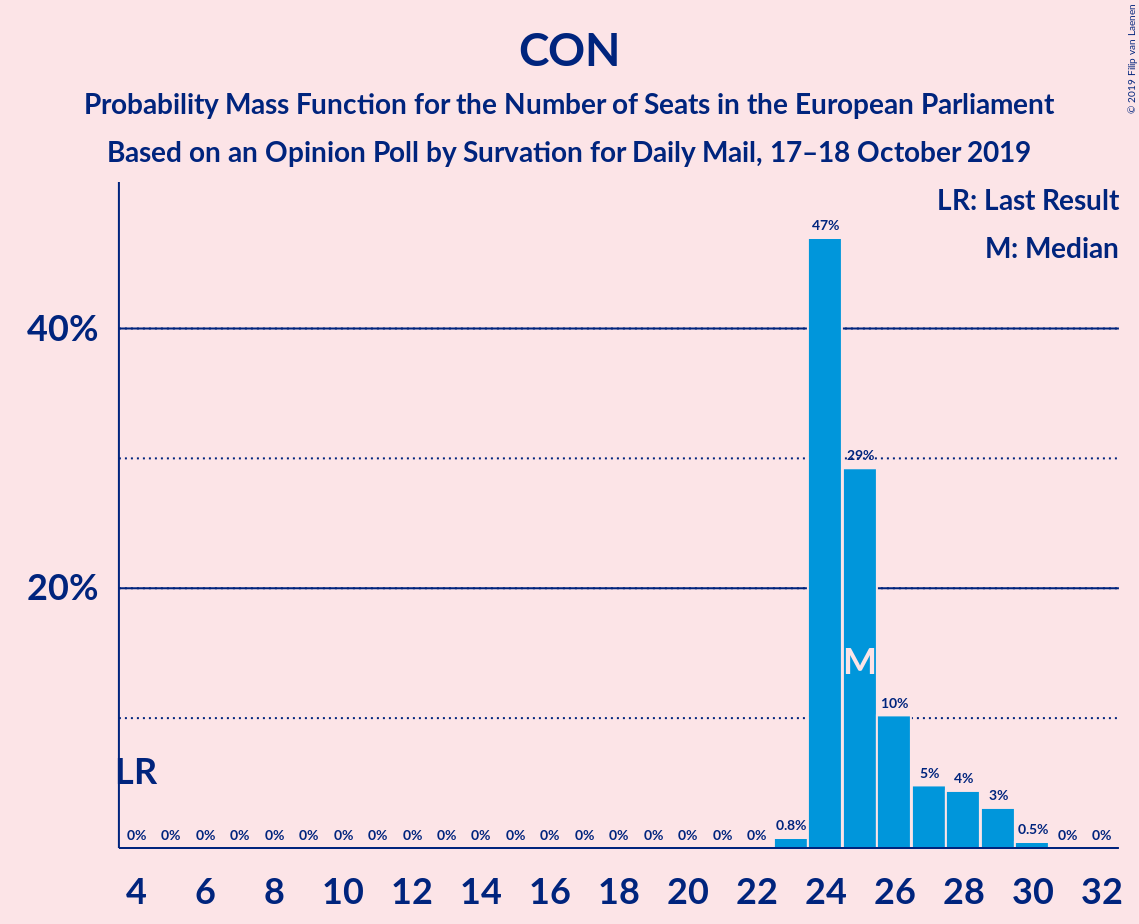 CON
Probability Mass Function for the Number of Seats in the European Parliament
Based on an Opinion Poll by Survation for Daily Mail, 17–18 October 2019
© 2019 Filip van Laenen
LR: Last Result
M: Median
47%
40%
29%
20%
M
10%
LR
5%
4%
3%
0% 0% 0% 0% 0% 0% 0% 0% 0% 0% 0% 0% 0% 0% 0% 0% 0% 0% 0% 0.8% 0.5% 0% 0%
4 6 8 10 12 14 16 18 20 22 24 26 28 30 32